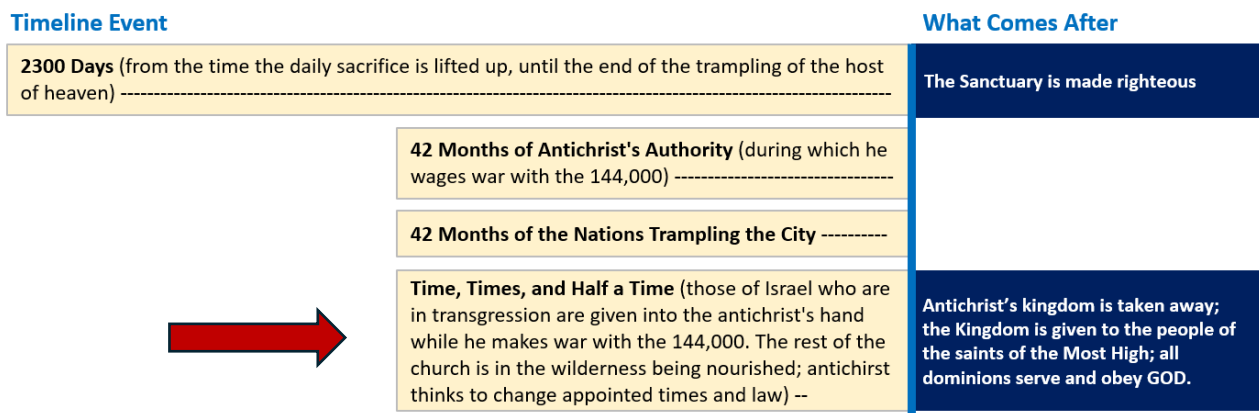 Timeline Event
What Comes After
2300 Days (from the time the daily sacrifice is lifted up, until the end of the trampling of the host
of heaven) --------------------------------------------------------------------------------------------------------------------
The Sanctuary is made righteous
42 Months of Antichrist's Authority (during which he
wages war with the 144,000) ---------------------------------
42 Months of the Nations Trampling the City ----------
Time, Times, and Half a Time (those of Israel who are
in transgression are given into the antichrist's hand
while he makes war with the 144,000. The rest of the
church is in the wilderness being nourished; antichirst
thinks to change appointed times and law) --
Antichrist’s kingdom is taken away;
the Kingdom is given to the people of
the saints of the Most High; all
dominions serve and obey GOD.